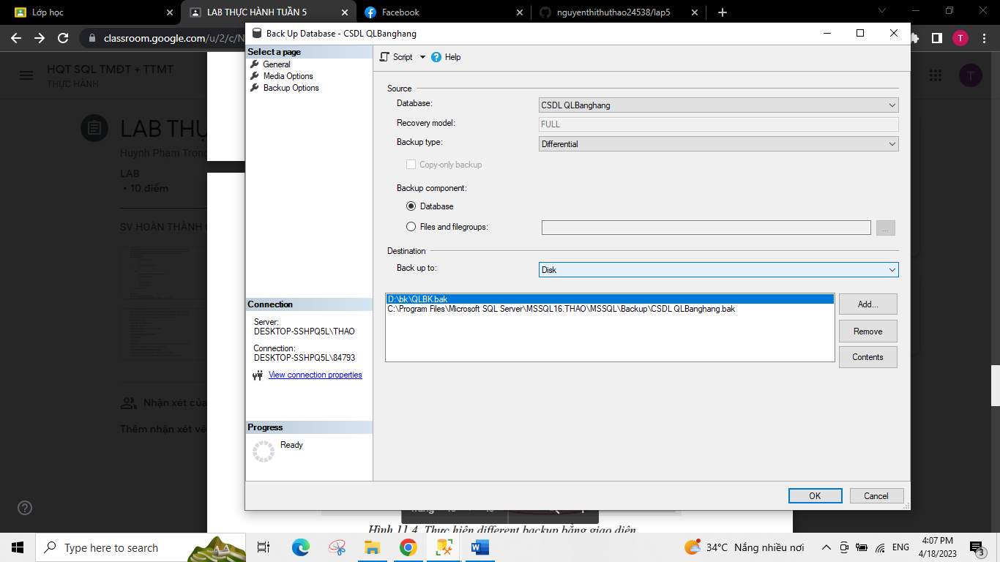 Lớp học
LAB THỰC HÀNH TUẦN 5
Facebook
nguyenthithuthao24538/lap5
classroom.google.com/u/2/c/N
T
HQT SQL TMĐT + TTMT
THỰC HÀNH
T
LAB THỰ
Huynh Phạm Trọng
LAB
• 10 điểm
SV HOÀN THÀNH
Nhận xét của
Thêm nhận xét về
Back Up Database - CSDL QLBanghang
Select a page
General
Media Options
Backup Options
Script
Help
Source
Database:
CSDL QLBanghang
Recovery model:
FULL
Backup type:
Differential
Copy-only backup
Backup component:
Database
Files and filegroups:
...
Destination
Back up to:
Disk
D:\bk\QLBK.bak
C:\Program Files\Microsoft SQL Server\MSSQL16.THAO\MSSQL\Backup\CSDL QLBanghang.bak
Add...
Remove
Contents
Connection
Server:
DESKTOP-SSHPQ5L\THAO
Connection:
DESKTOP-SSHPQ5L\84793
View connection properties
Progress
Ready
OK
Cancel
Hình 11.4. Thực hiện different backup bằng giao diện
Type here to search
34°C Nắng nhiều nơi
ENG
4:07 PM
4/18/2023
3